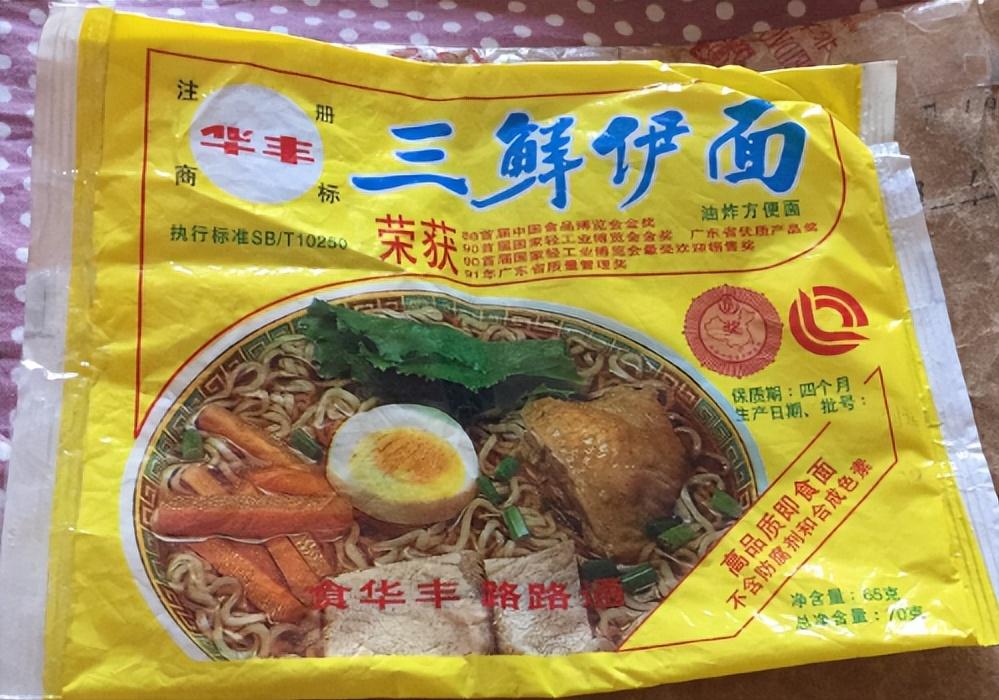 注册商标
华丰
三鲜伊面
油炸方便面
执行标准SB/T10250
荣获
88首届中国食品博览会金奖 广东省优质产品奖
90首届国家轻工业博览会金奖
90首届国家轻工业博览会最受欢迎销售奖
91年广东省质量管理奖
奖
保质期：四个月
生产日期、批号：
高品质即食面
不含防腐剂和合成色素
食华丰 路路通
净含量：65克
总净含量：70克